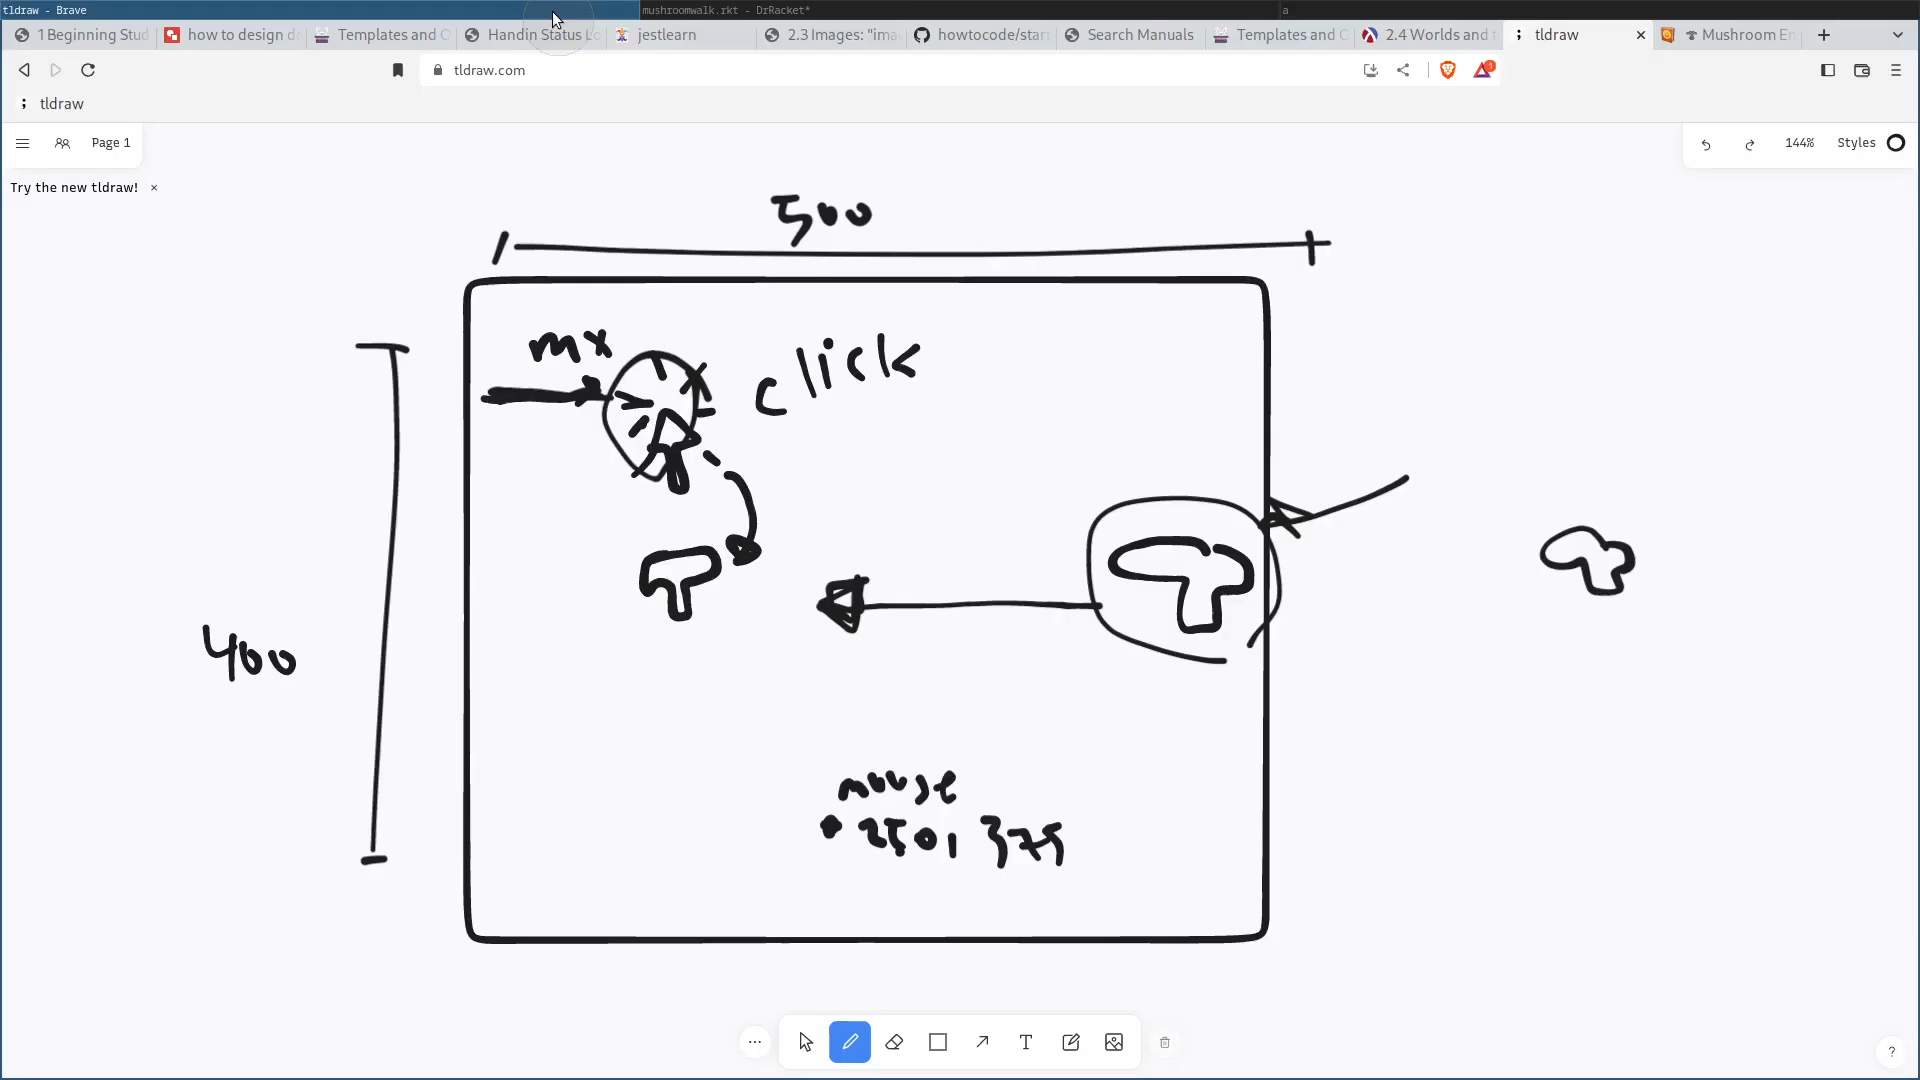 tldraw - Brave
mushroomwalk.rkt - DrRacket*
a
1 Beginning Stud
how to design d
Templates and C
Handin Status Lo
jestlearn
2.3 Images: "ima
howtocode/star
Search Manuals
Templates and C
2.4 Worlds and t
tldraw
Mushroom En
tldraw.com
1
tldraw
Page 1
144%
Styles
Try the new tldraw!
500
mx
click
400
mouse
250, 375
T
?